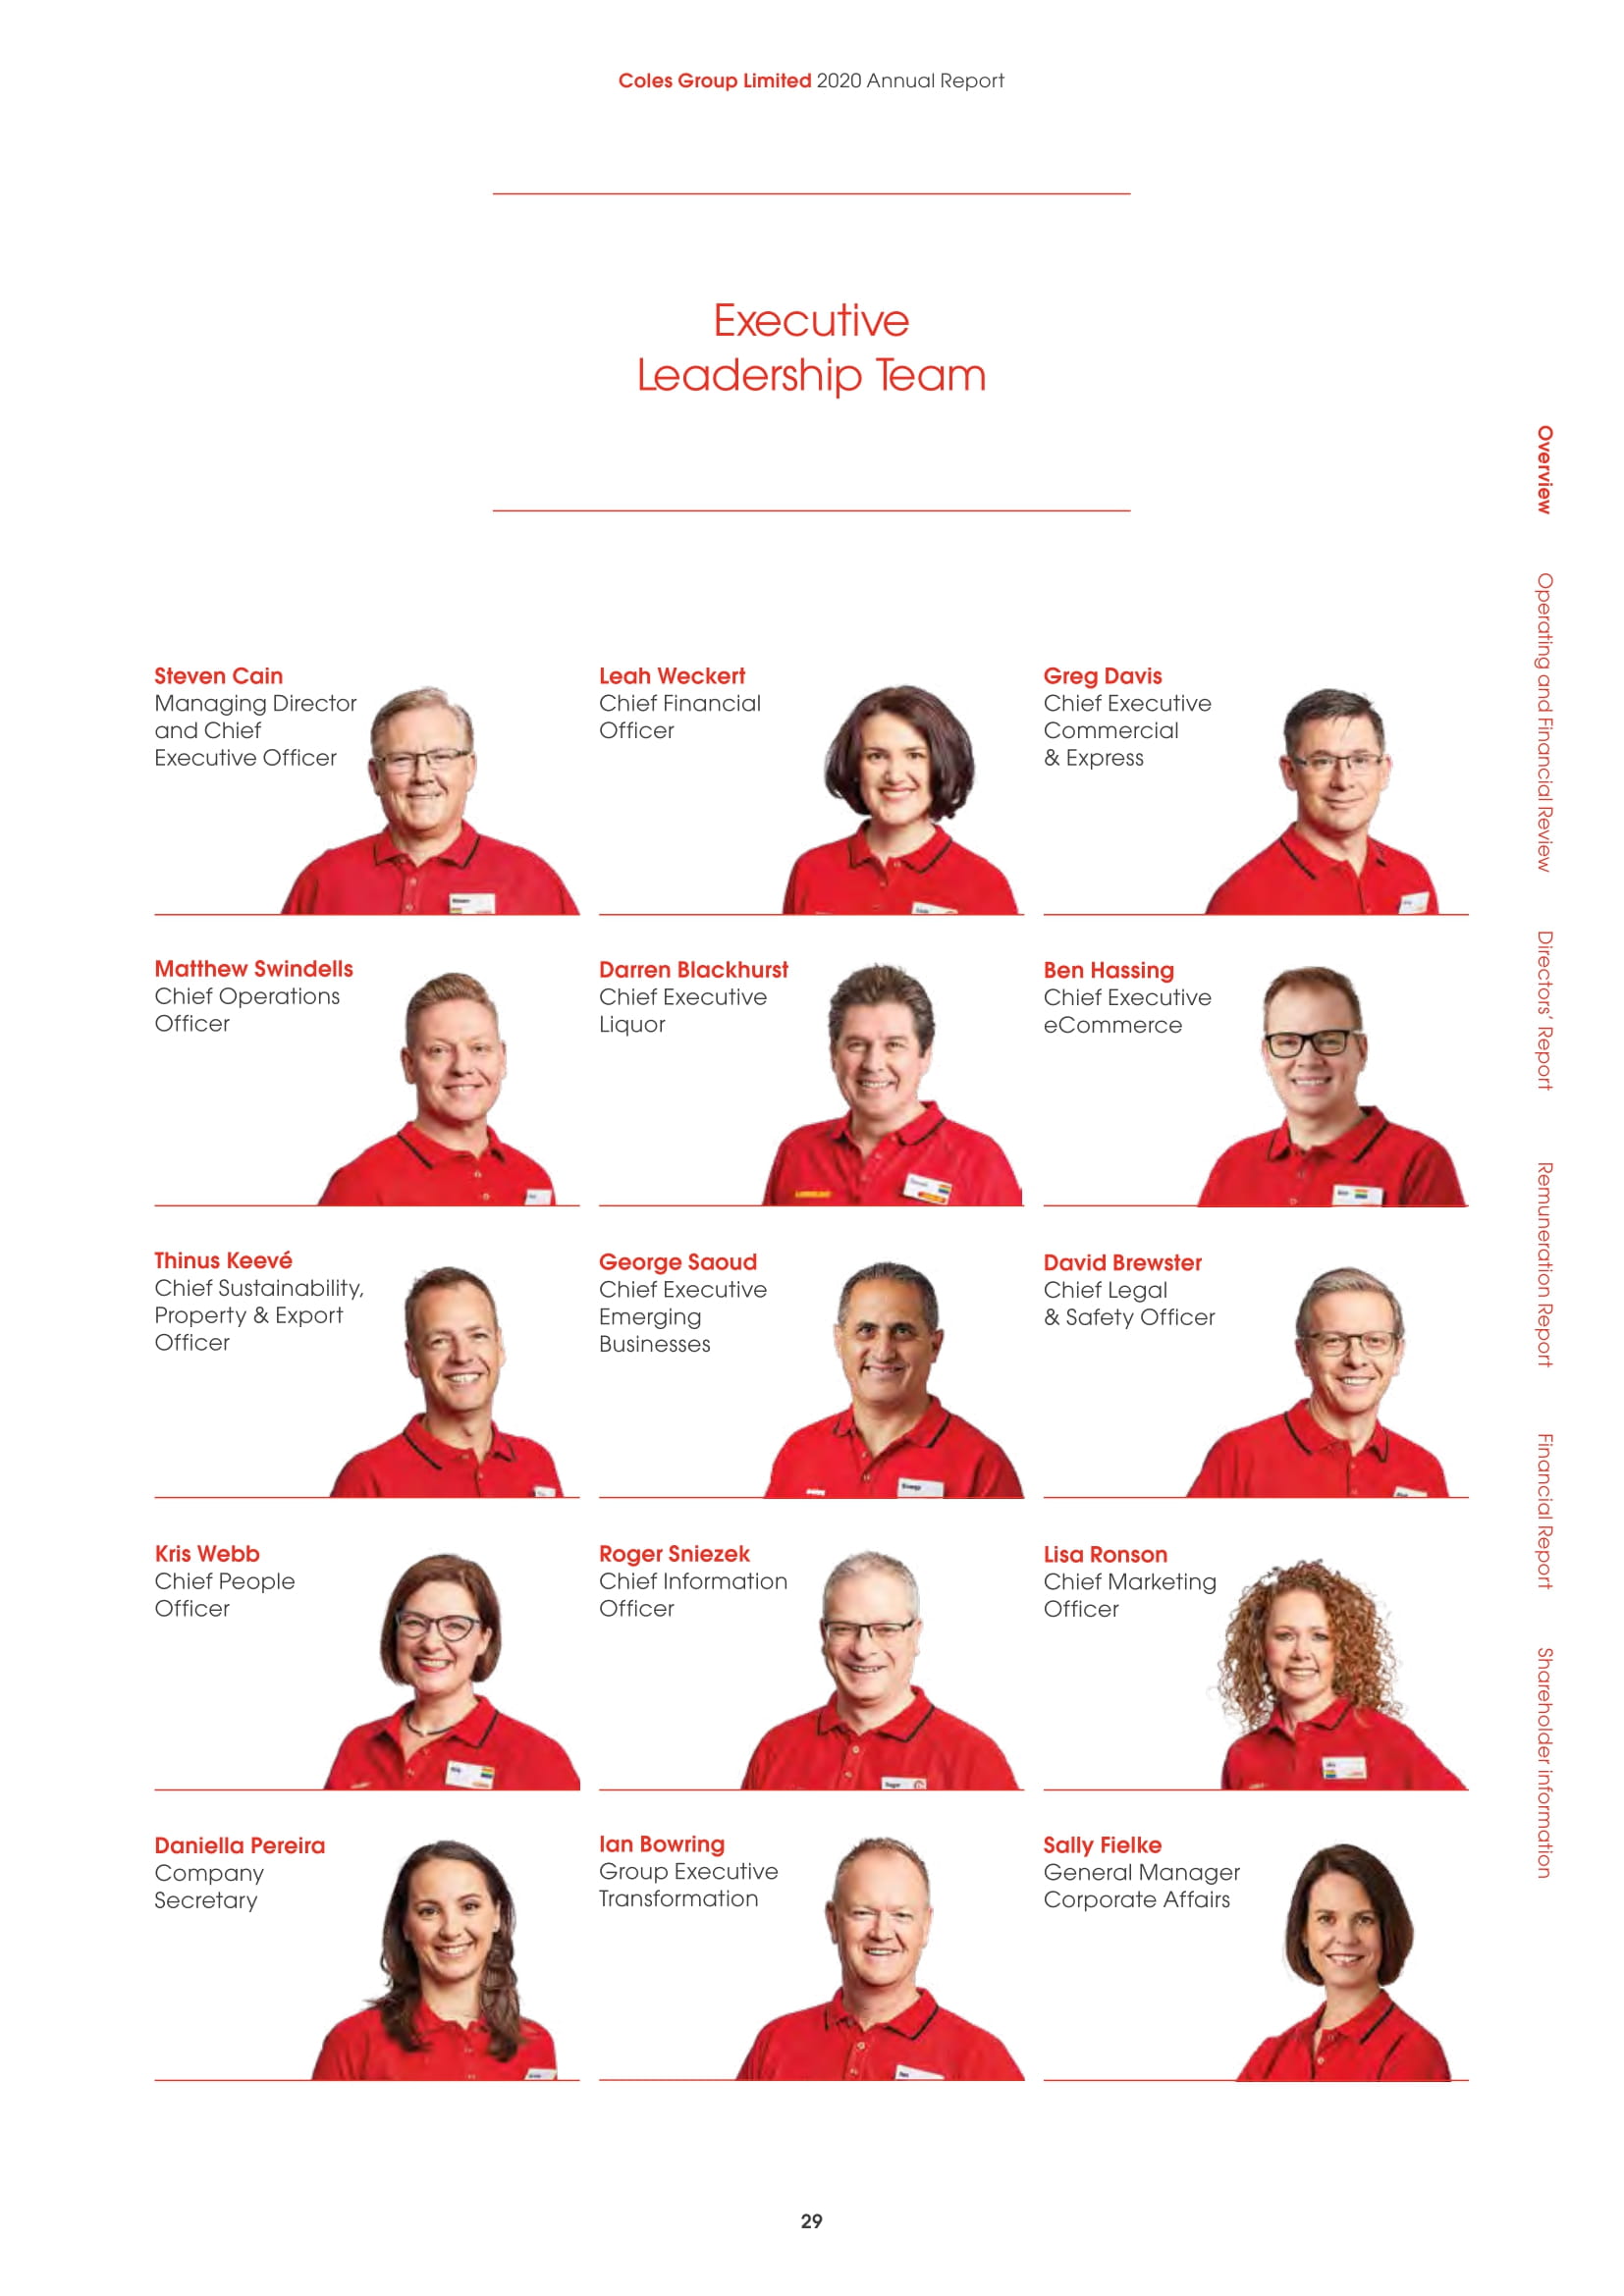 Coles Group Limited 2020 Annual Report
Executive
Leadership Team
Steven Cain
Managing Director
and Chief
Executive Officer
Leah Weckert
Chief Financial
Officer
Greg Davis
Chief Executive
Commercial
& Express
Matthew Swindells
Chief Operations
Officer
Darren Blackhurst
Chief Executive
Liquor
Ben Hassing
Chief Executive
eCommerce
Thinus Keevé
Chief Sustainability,
Property & Export
Officer
George Saoud
Chief Executive
Emerging
Businesses
David Brewster
Chief Legal
& Safety Officer
Kris Webb
Chief People
Officer
Roger Sniezek
Chief Information
Officer
Lisa Ronson
Chief Marketing
Officer
Daniella Pereira
Company
Secretary
Ian Bowring
Group Executive
Transformation
Sally Fielke
General Manager
Corporate Affairs
Overview
Operating and Financial Review
Directors’ Report
Remuneration Report
Financial Report
Shareholder information
29